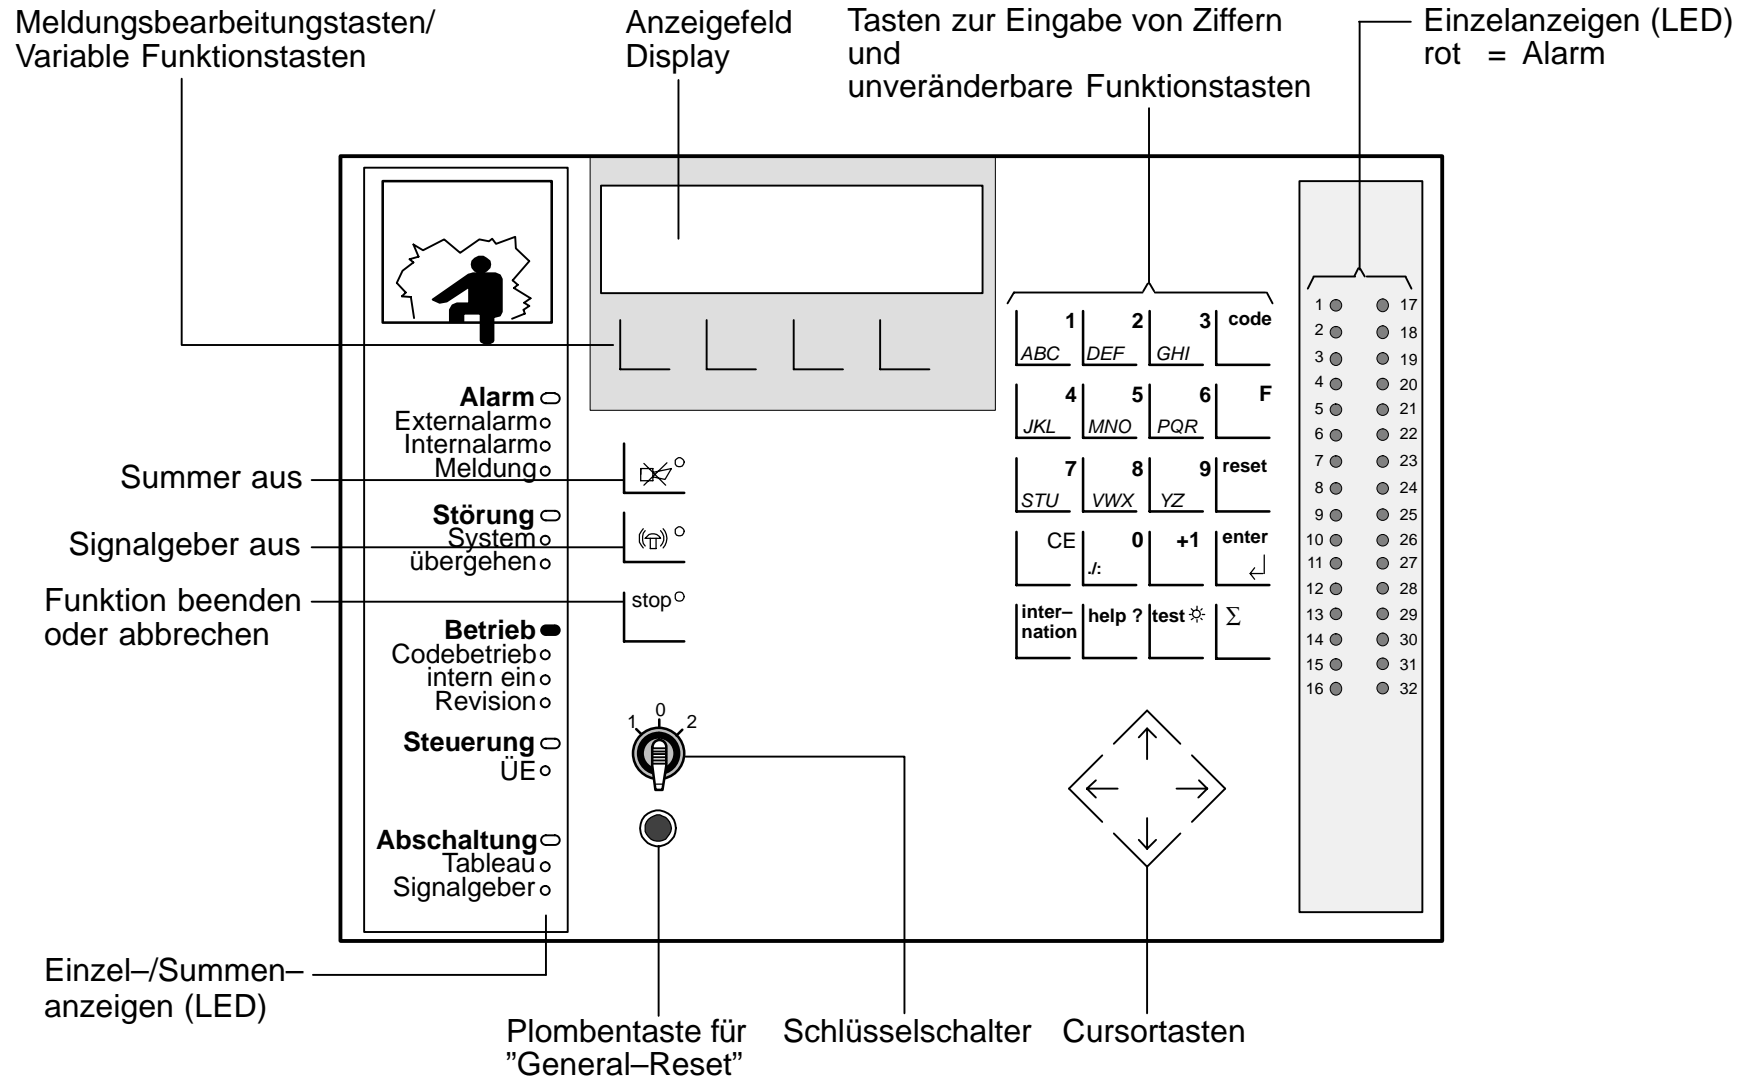 Meldungsbearbeitungstasten/
Variable Funktionstasten
Anzeigefeld
Display
Tasten zur Eingabe von Ziffern
und
unveränderbare Funktionstasten
Einzelanzeigen (LED)
rot = Alarm
Alarm
Externalarm
Internalarm
Meldung
Störung
System
übergehen
Betrieb
Codebetrieb
intern ein
Revision
Steuerung
ÜE
Abschaltung
Tableau
Signalgeber
Summer aus
Signalgeber aus
Funktion beenden
oder abbrechen
stop
1 0 2
1 2 3 code
ABC DEF GHI
4 5 6 F
JKL MNO PQR
7 8 9 reset
STU VWX YZ
CE 0 +1 enter
./:
inter–
nation
help ? test Σ
1 17
2 18
3 19
4 20
5 21
6 22
7 23
8 24
9 25
10 26
11 27
12 28
13 29
14 30
15 31
16 32
Einzel–/Summen–
anzeigen (LED)
Plombentaste für
”General–Reset”
Schlüsselschalter
Cursortasten